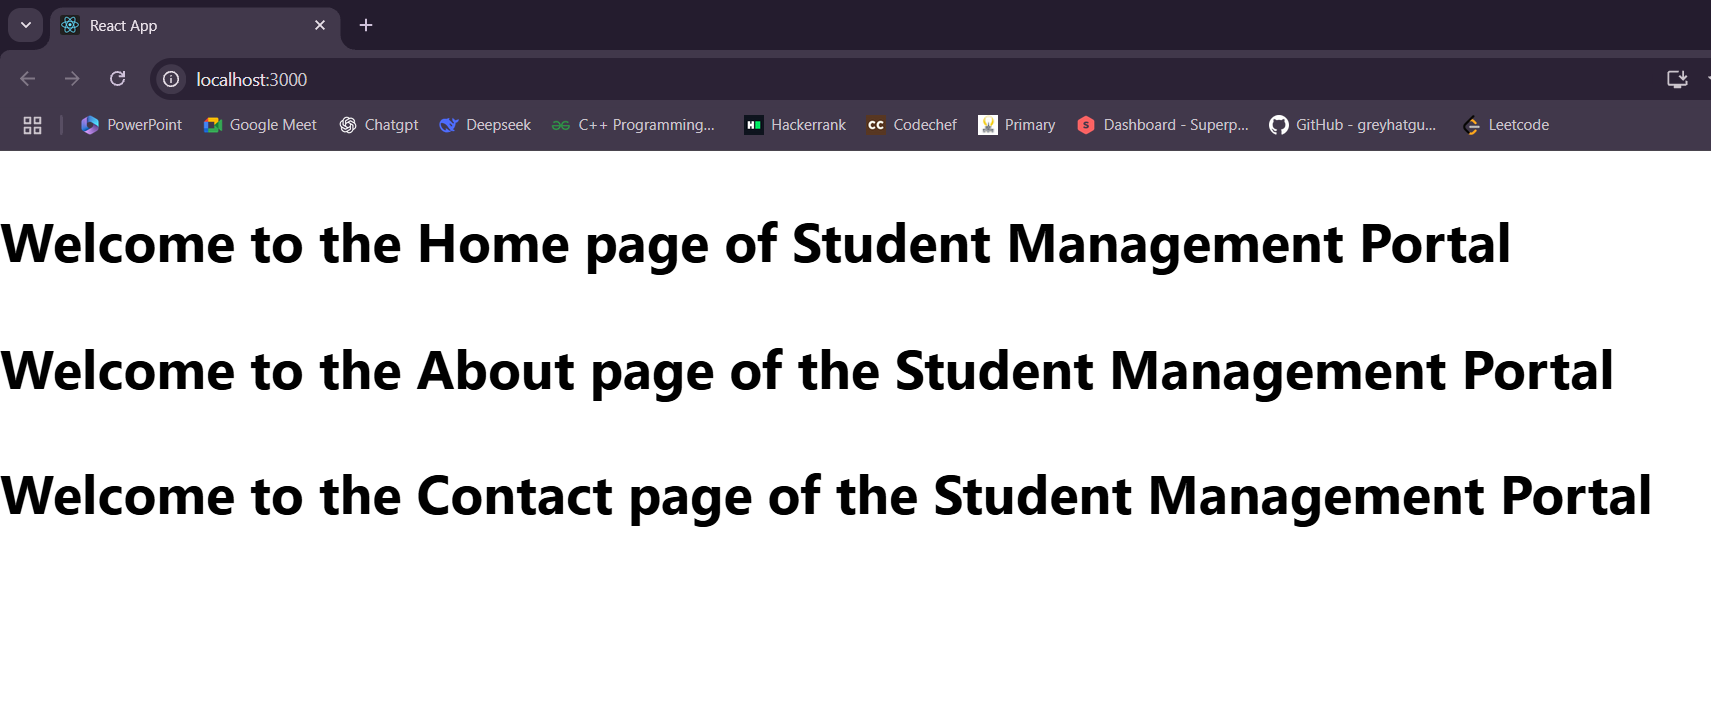 React App
localhost:3000
PowerPoint Google Meet Chatgpt Deepseek C++ Programming... Hackerrank CC Codechef Primary Dashboard - Superp... GitHub - greyhatgu... Leetcode
Welcome to the Home page of Student Management Portal
Welcome to the About page of the Student Management Portal
Welcome to the Contact page of the Student Management Portal